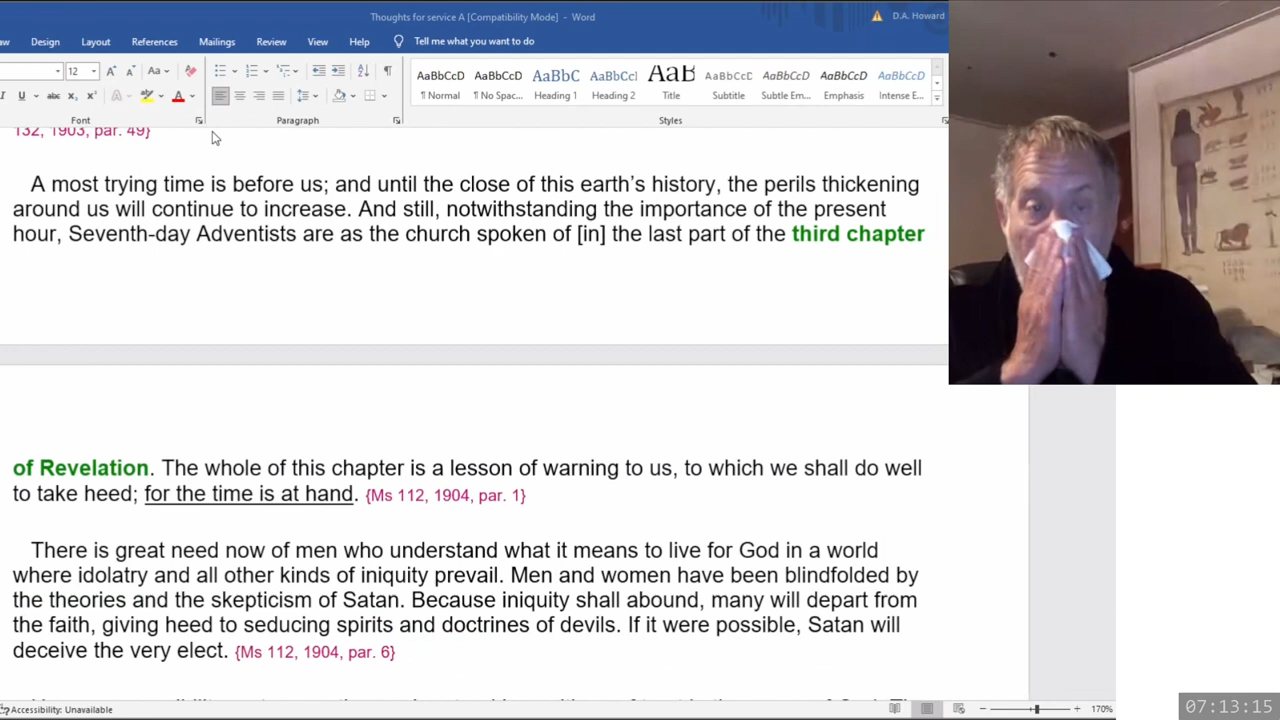 Thoughts for service A [Compatibility Mode] - Word
D.A. Howard
aw Design Layout References Mailings Review View Help Tell me what you want to do
12 Aa
AaBbCcD AaBbCcD AaBbC AaBbCcI AaB AaBbCcD AaBbCcD AaBbCcD AaBbCcD
¶ Normal ¶ No Spac... Heading 1 Heading 2 Title Subtitle Subtle Em... Emphasis Intense E...
Font Paragraph Styles
132, 1903, par. 49}
A most trying time is before us; and until the close of this earth's history, the perils thickening
around us will continue to increase. And still, notwithstanding the importance of the present
hour, Seventh-day Adventists are as the church spoken of [in] the last part of the third chapter
of Revelation. The whole of this chapter is a lesson of warning to us, to which we shall do well
to take heed; for the time is at hand. {Ms 112, 1904, par. 1}
There is great need now of men who understand what it means to live for God in a world
where idolatry and all other kinds of iniquity prevail. Men and women have been blindfolded by
the theories and the skepticism of Satan. Because iniquity shall abound, many will depart from
the faith, giving heed to seducing spirits and doctrines of devils. If it were possible, Satan will
deceive the very elect. {Ms 112, 1904, par. 6}
Accessibility: Unavailable
170%
07:13:15